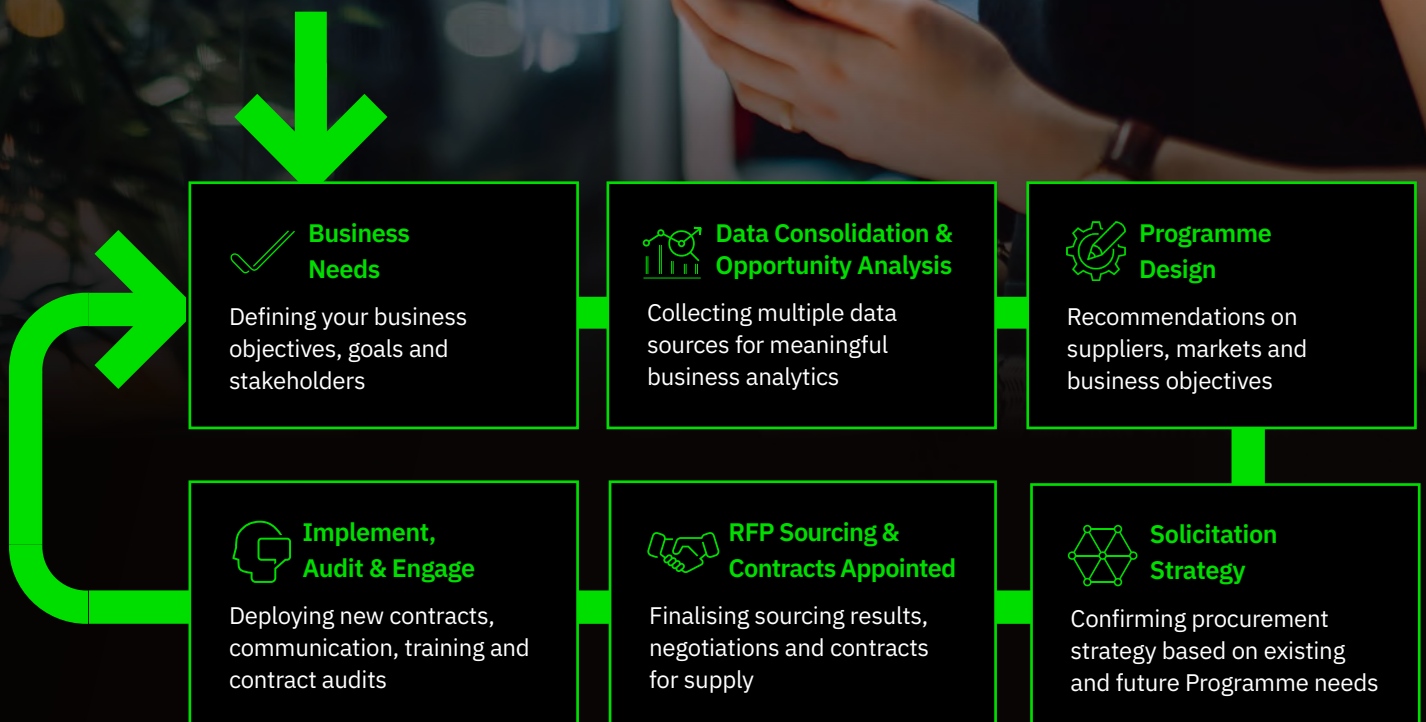 Business
Needs
Defining your business
objectives, goals and
stakeholders
Data Consolidation &
Opportunity Analysis
Collecting multiple data
sources for meaningful
business analytics
Programme
Design
Recommendations on
suppliers, markets and
business objectives
Implement,
Audit & Engage
Deploying new contracts,
communication, training and
contract audits
RFP Sourcing &
Contracts Appointed
Finalising sourcing results,
negotiations and contracts
for supply
Solicitation
Strategy
Confirming procurement
strategy based on existing
and future Programme needs